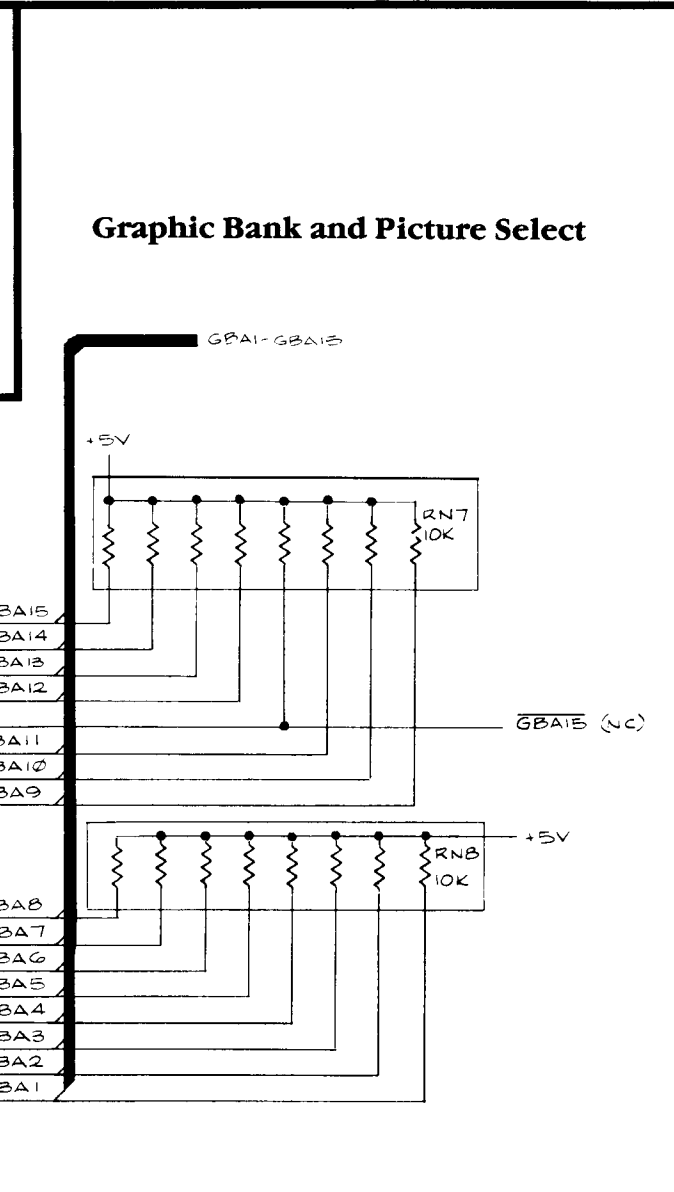 Graphic Bank and Picture Select
GBA1-GBA15
+5V
RN7
10K
BA15
BA14
BA13
BA12
GBA15 (NC)
BA11
BA10
BA9
+5V
RN8
10K
BA8
BA7
BA6
BA5
BA4
BA3
BA2
BA1